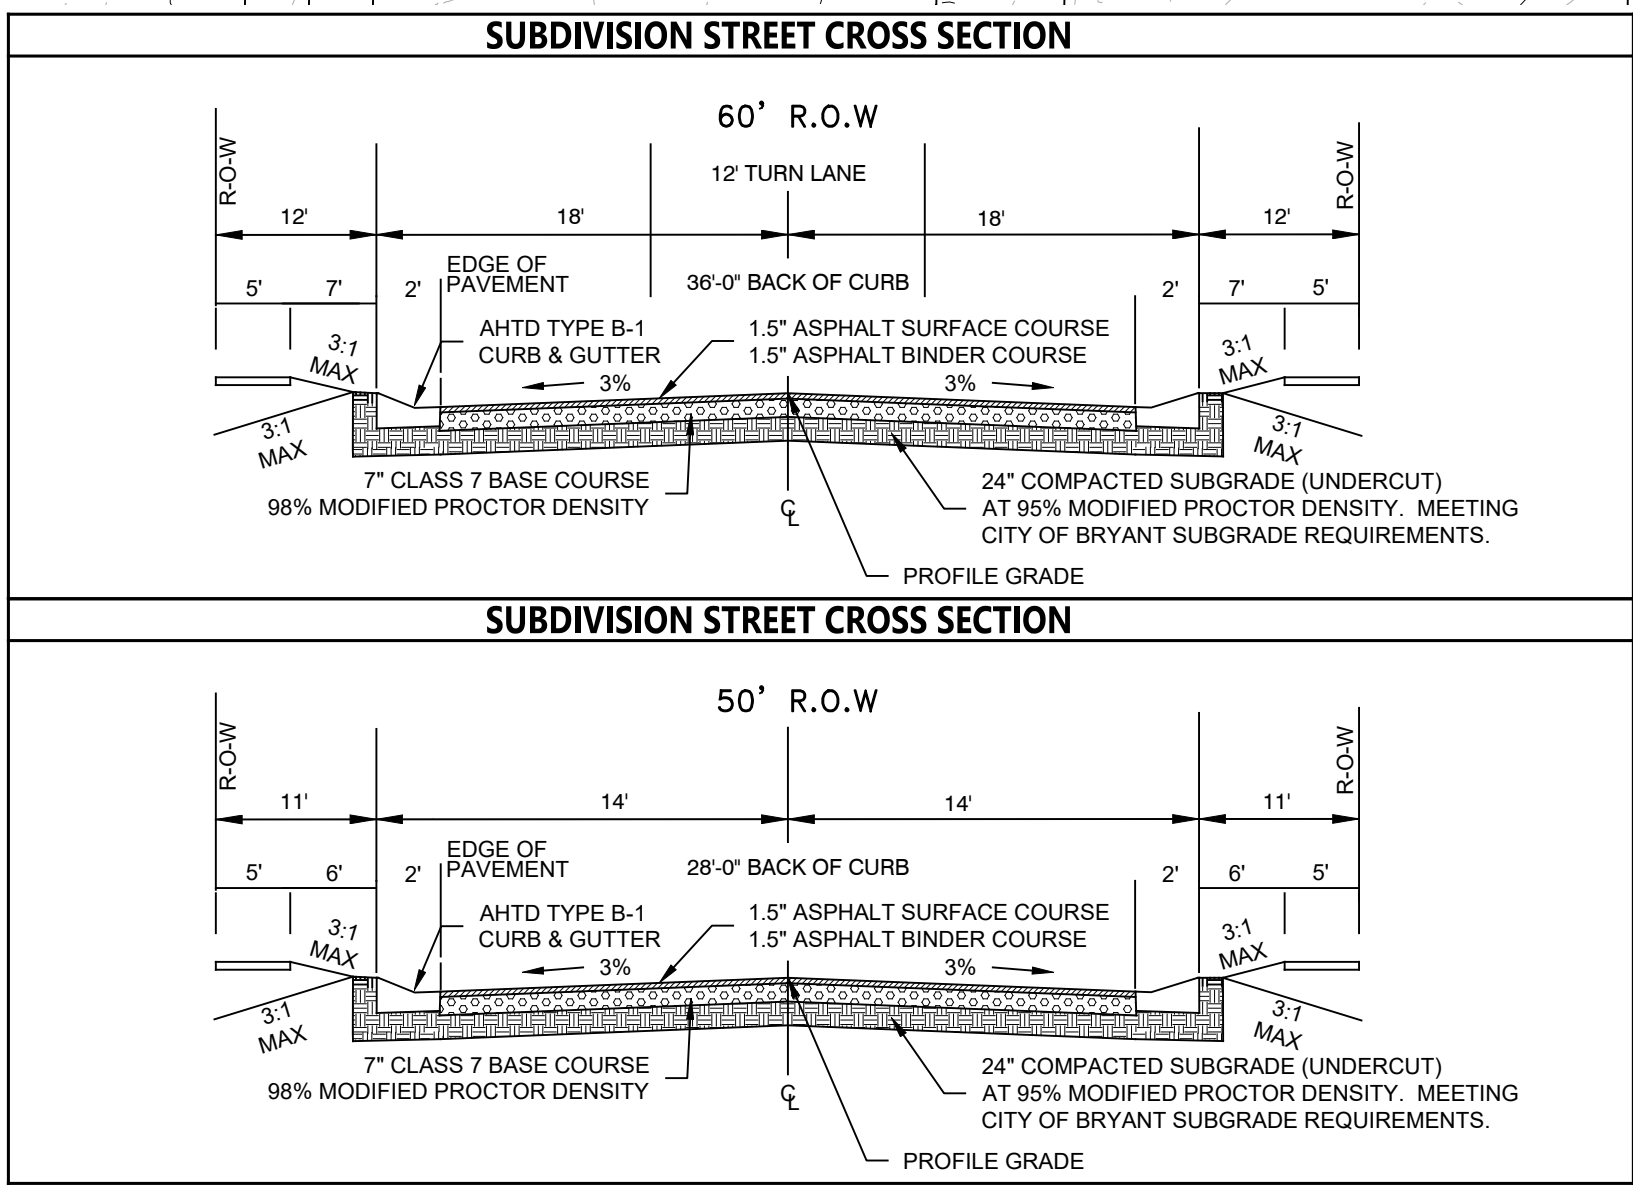 SUBDIVISION STREET CROSS SECTION
60' R.O.W
R-O-W
R-O-W
12' TURN LANE
12'
18'
18'
12'
EDGE OF
PAVEMENT
5'
7'
2'
36'-0" BACK OF CURB
2'
7'
5'
3:1
MAX
AHTD TYPE B-1
CURB & GUTTER
1.5" ASPHALT SURFACE COURSE
1.5" ASPHALT BINDER COURSE
3:1
MAX
3%
3%
3:1
MAX
3:1
MAX
7" CLASS 7 BASE COURSE
98% MODIFIED PROCTOR DENSITY
CL
24" COMPACTED SUBGRADE (UNDERCUT)
AT 95% MODIFIED PROCTOR DENSITY. MEETING
CITY OF BRYANT SUBGRADE REQUIREMENTS.
PROFILE GRADE
SUBDIVISION STREET CROSS SECTION
50' R.O.W
R-O-W
R-O-W
11'
14'
14'
11'
EDGE OF
PAVEMENT
5'
6'
2'
28'-0" BACK OF CURB
2'
6'
5'
3:1
MAX
AHTD TYPE B-1
CURB & GUTTER
1.5" ASPHALT SURFACE COURSE
1.5" ASPHALT BINDER COURSE
3:1
MAX
3%
3%
3:1
MAX
3:1
MAX
7" CLASS 7 BASE COURSE
98% MODIFIED PROCTOR DENSITY
CL
24" COMPACTED SUBGRADE (UNDERCUT)
AT 95% MODIFIED PROCTOR DENSITY. MEETING
CITY OF BRYANT SUBGRADE REQUIREMENTS.
PROFILE GRADE